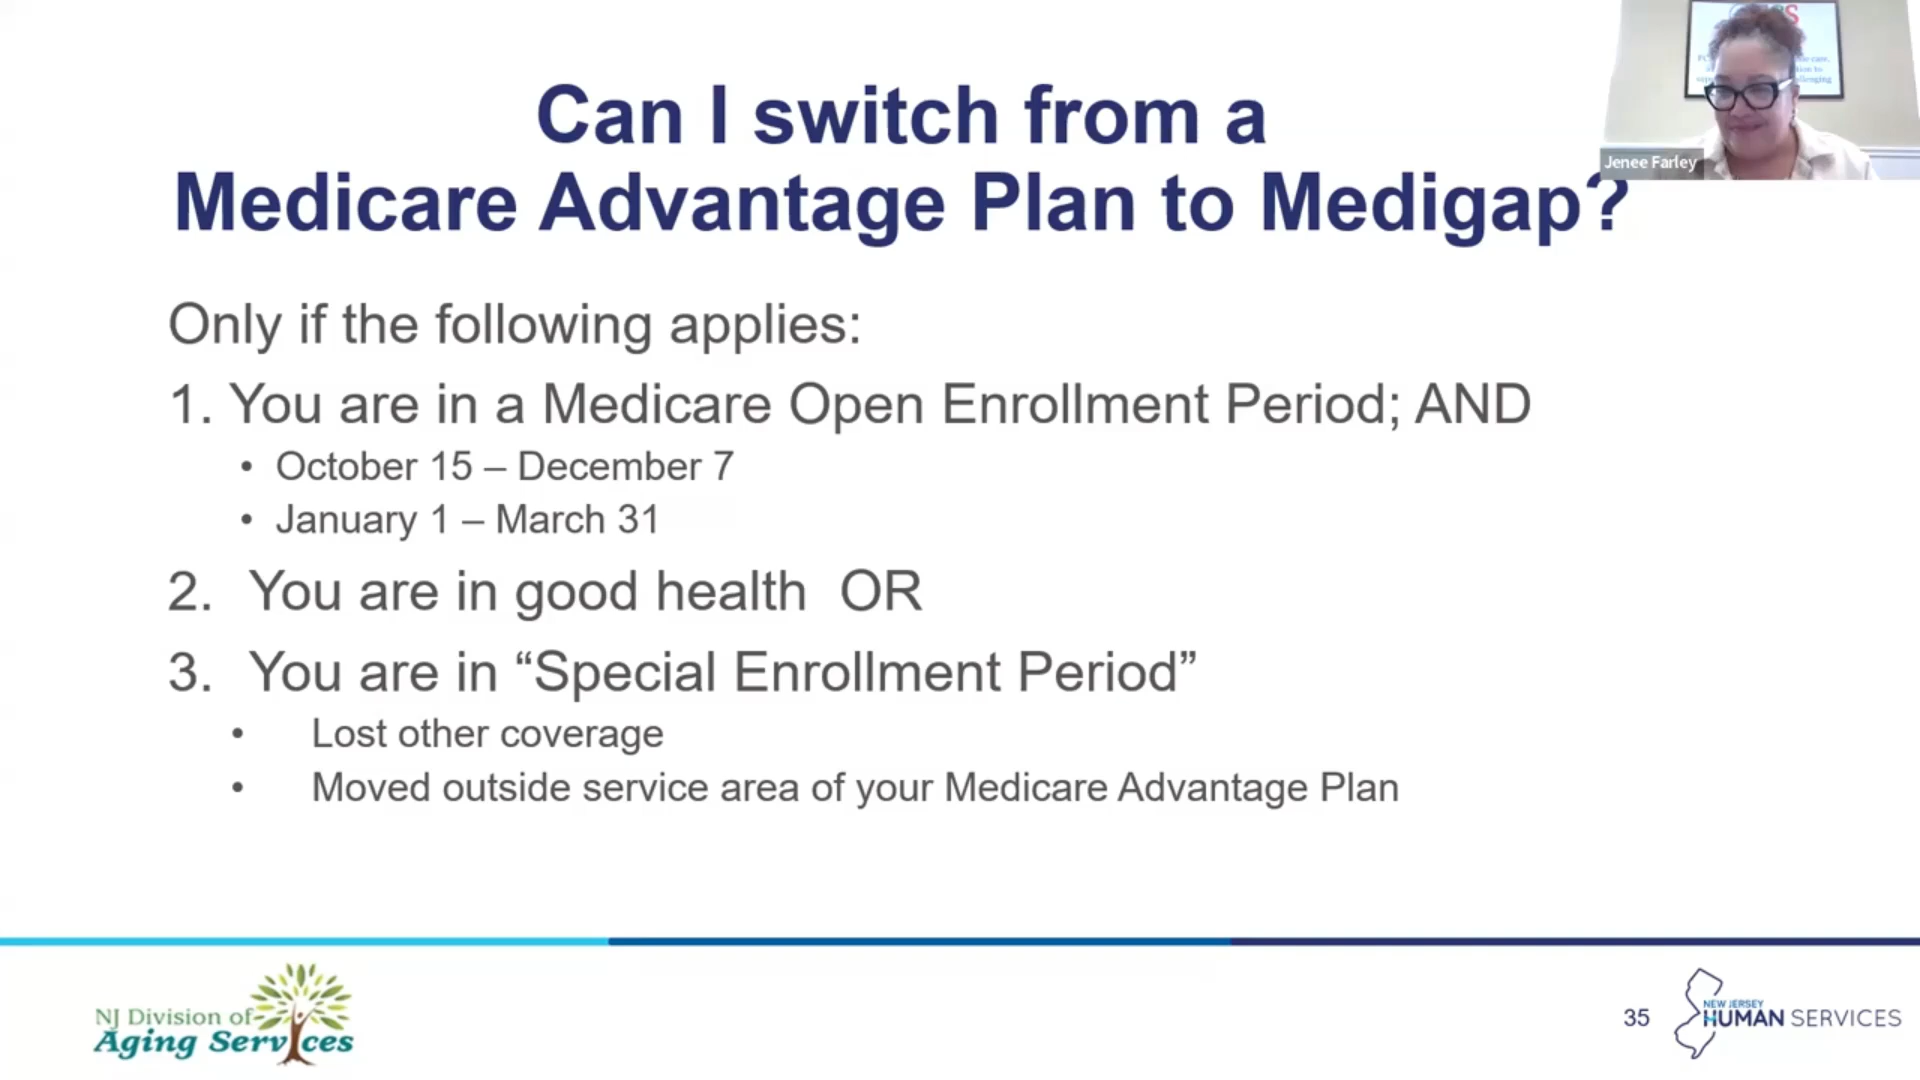 Can I switch from a
Medicare Advantage Plan to Medigap?
Jenee Farley
Only if the following applies:
1. You are in a Medicare Open Enrollment Period; AND
• October 15 – December 7
• January 1 – March 31
2. You are in good health OR
3. You are in “Special Enrollment Period”
• Lost other coverage
• Moved outside service area of your Medicare Advantage Plan
NJ Division of
Aging Services
35
NEW JERSEY
HUMAN SERVICES